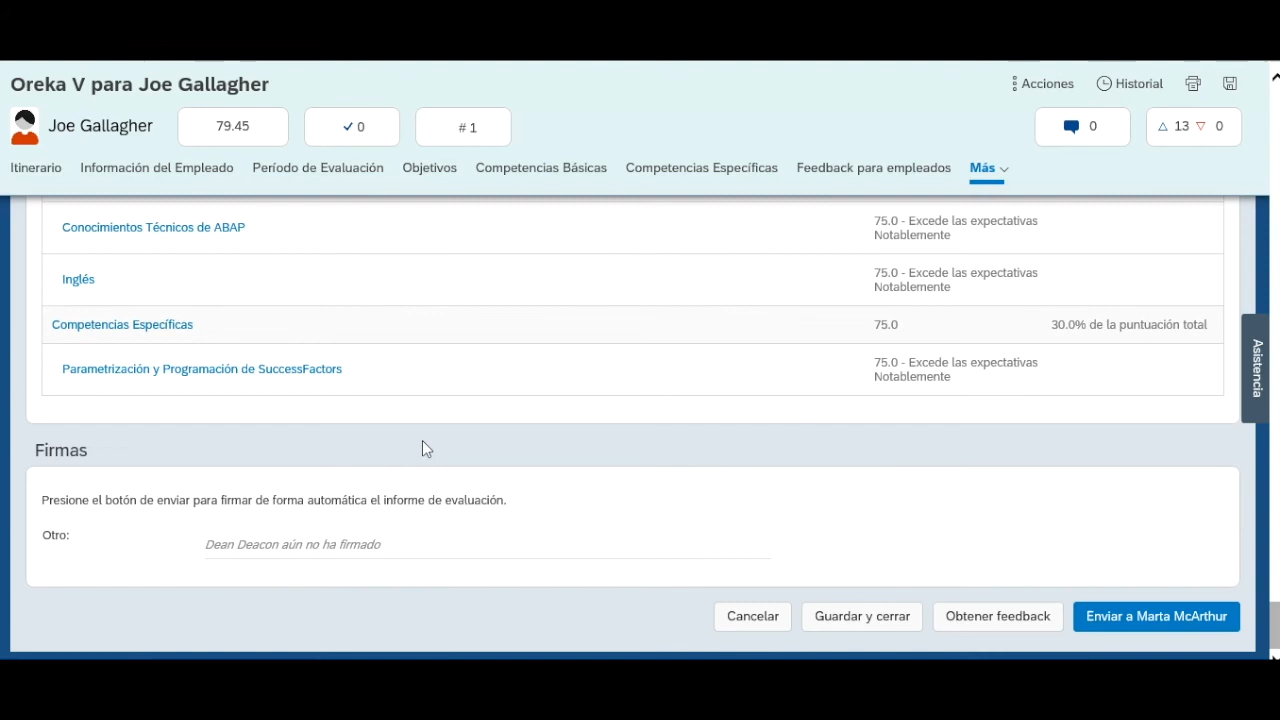 Oreka V para Joe Gallagher
Acciones
Historial
Joe Gallagher
79.45
0
# 1
0
13
0
Itinerario
Información del Empleado
Período de Evaluación
Objetivos
Competencias Básicas
Competencias Específicas
Feedback para empleados
Más
Conocimientos Técnicos de ABAP
75.0 - Excede las expectativas
Notablemente
Inglés
75.0 - Excede las expectativas
Notablemente
Competencias Específicas
75.0
30.0% de la puntuación total
Parametrización y Programación de SuccessFactors
75.0 - Excede las expectativas
Notablemente
Asistencia
Firmas
Presione el botón de enviar para firmar de forma automática el informe de evaluación.
Otro:
Dean Deacon aún no ha firmado
Cancelar
Guardar y cerrar
Obtener feedback
Enviar a Marta McArthur